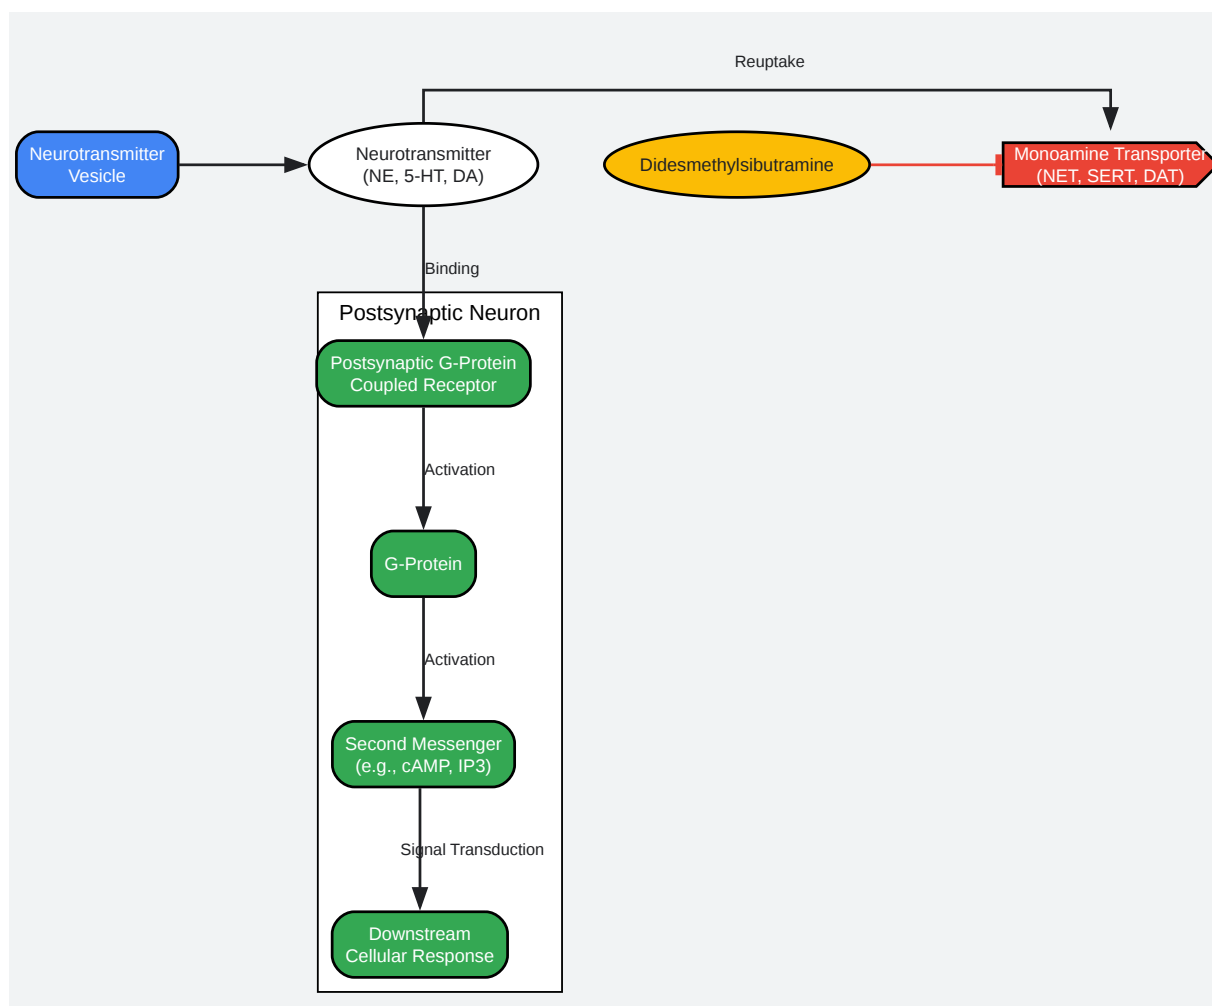 Reuptake
Neurotransmitter
Vesicle
Neurotransmitter
(NE, 5-HT, DA)
Didesmethylsibutramine
Monoamine Transporter
(NET, SERT, DAT)
Binding
Postsynaptic Neuron
Postsynaptic G-Protein
Coupled Receptor
Activation
G-Protein
Activation
Second Messenger
(e.g., cAMP, IP3)
Signal Transduction
Downstream
Cellular Response